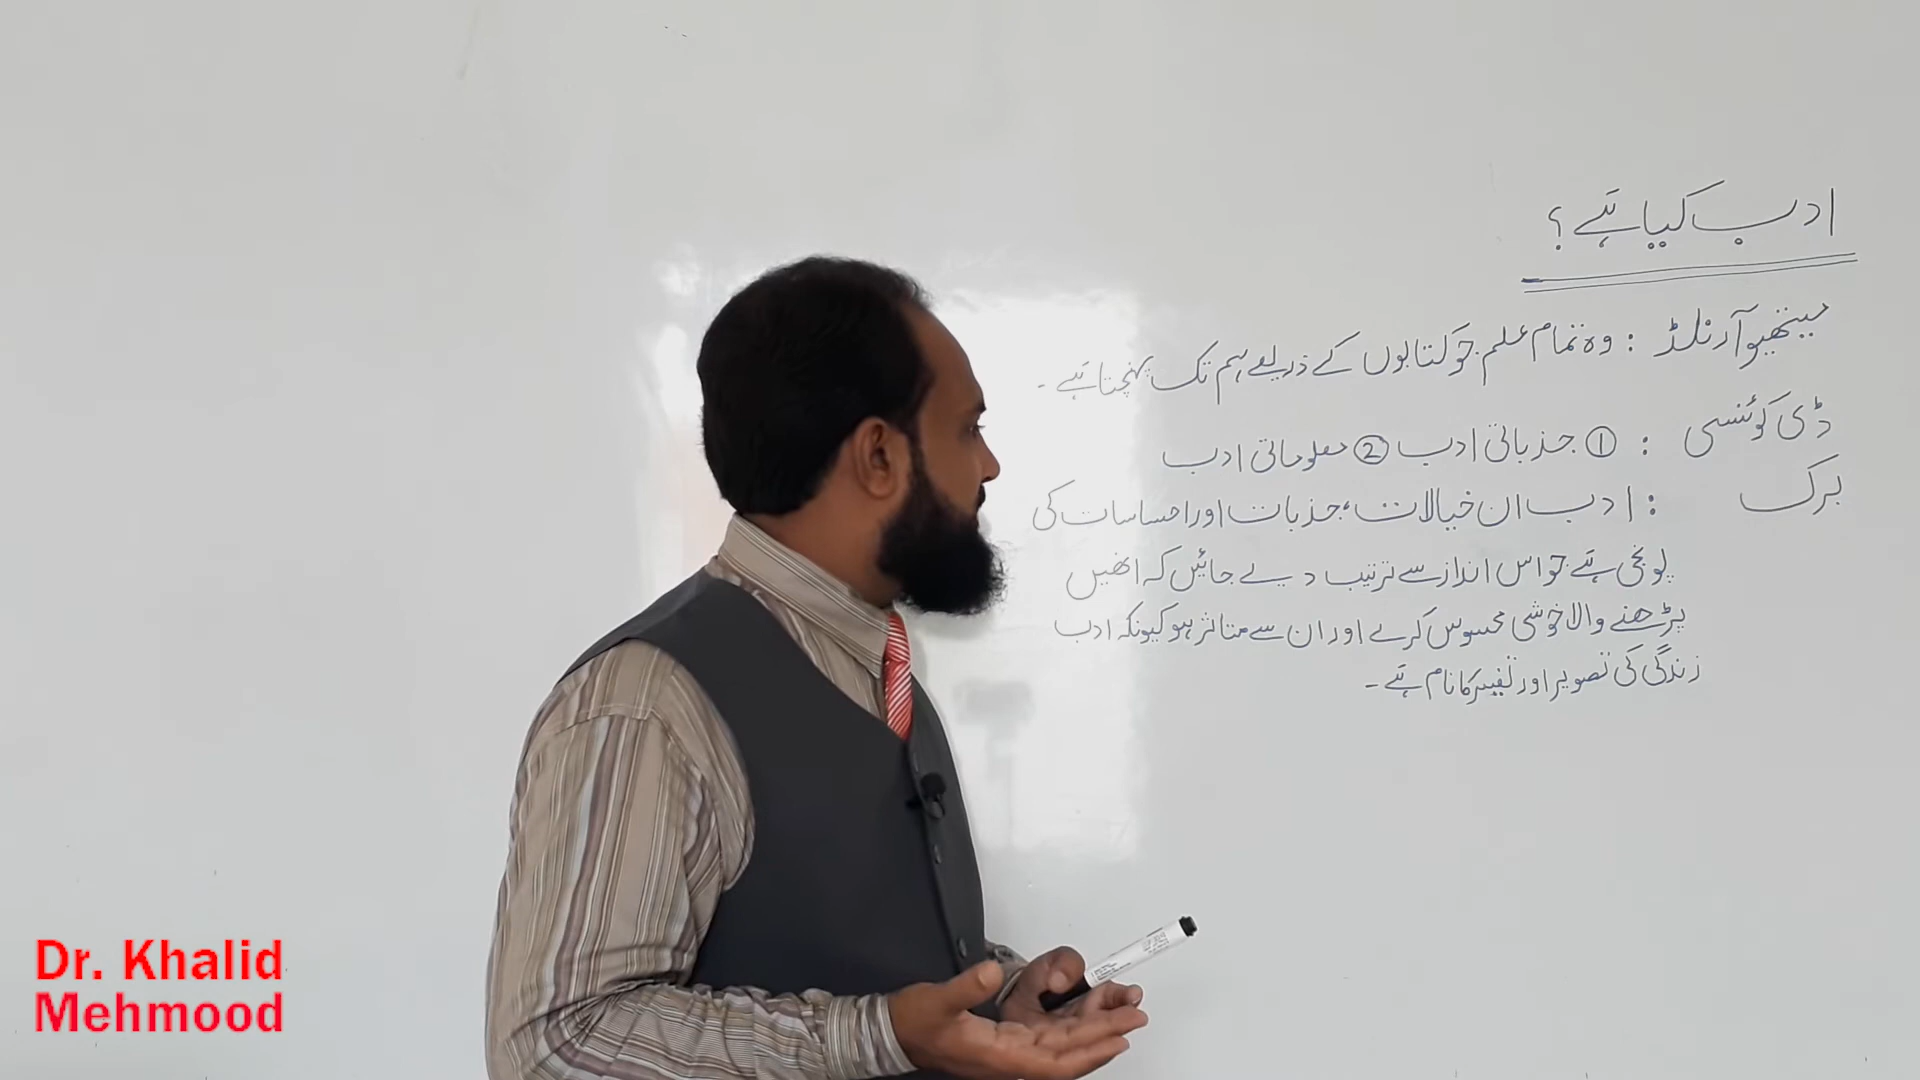 ادب کیا ہے؟
میتھیو آرنلڈ : وہ تمام علم جو کتابوں کے ذریعے ہم تک پہنچتا ہے۔
ڈی کوئنسی : ① جذباتی ادب ② معلوماتی ادب
برک : ادب ان خیالات، جذبات اور احساسات کی
پونجی ہے جو اس انداز سے ترتیب دیے جائیں کہ انھیں
پڑھنے والا خوشی محسوس کرے اور ان سے متاثر ہو کیونکہ ادب
زندگی کی تصویر اور تفسیر کا نام ہے۔
Dr. Khalid
Mehmood